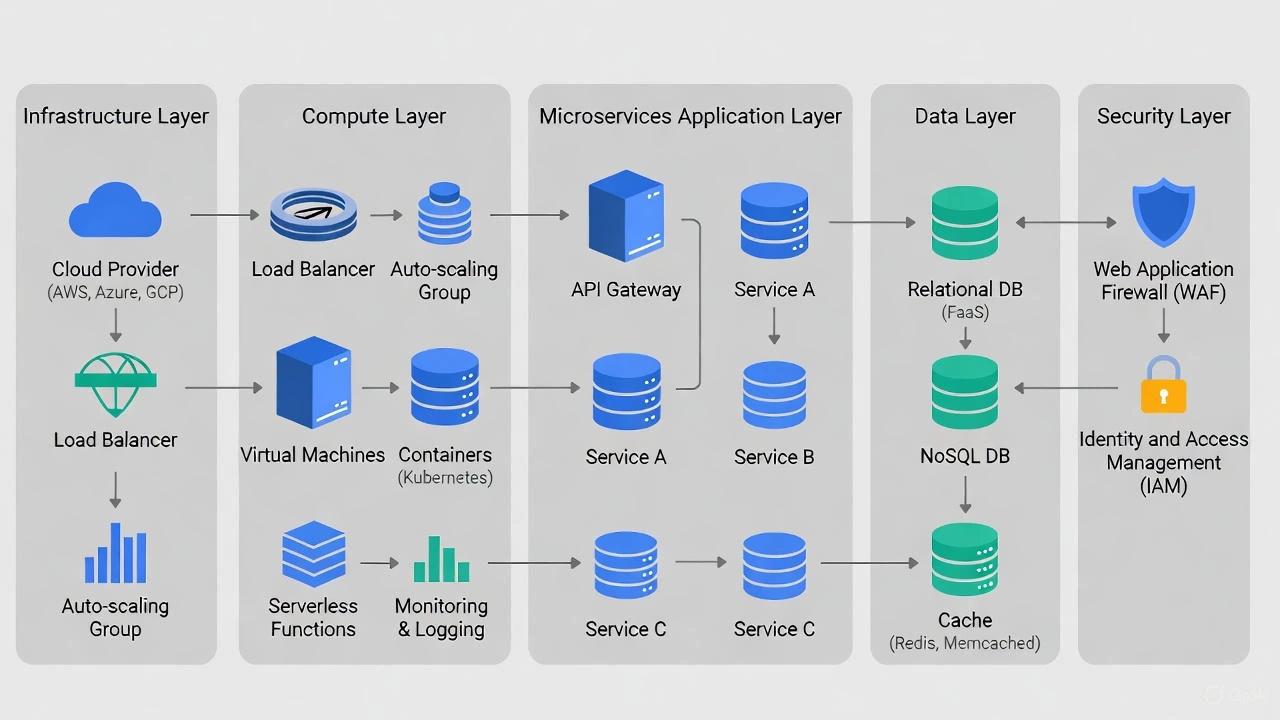 Infrastructure Layer
Cloud Provider
(AWS, Azure, GCP)
Load Balancer
Auto-scaling
Group
Compute Layer
Load Balancer
Auto-scaling
Group
Virtual Machines
Containers
(Kubernetes)
Serverless
Functions
Monitoring
& Logging
Microservices Application Layer
API Gateway
Service A
Service A
Service B
Service C
Service C
Data Layer
Relational DB
(FaaS)
NoSQL DB
Cache
(Redis, Memcached)
Security Layer
Web Application
Firewall (WAF)
Identity and Access
Management
(IAM)